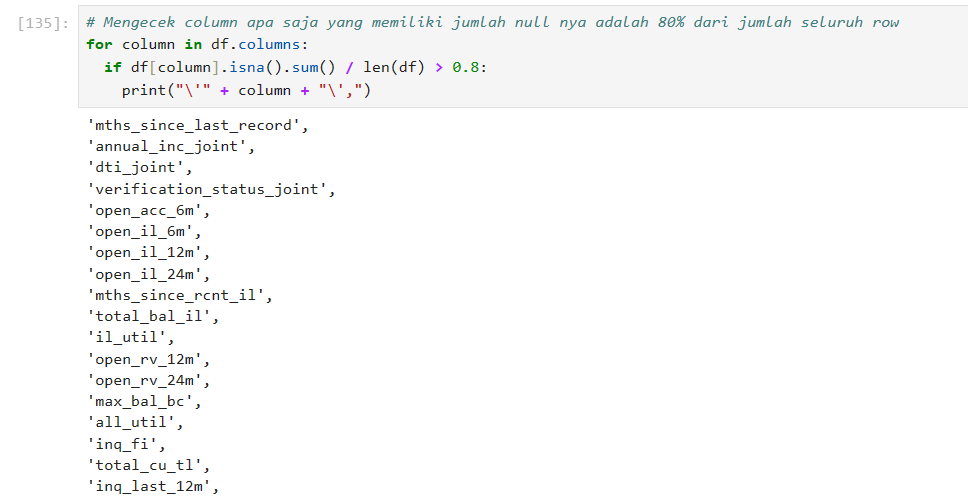 [135]: # Mengecek column apa saja yang memiliki jumlah null nya adalah 80% dari jumlah seluruh row
for column in df.columns:
  if df[column].isna().sum() / len(df) > 0.8:
    print("\'" + column + "\',")
'mths_since_last_record',
'annual_inc_joint',
'dti_joint',
'verification_status_joint',
'open_acc_6m',
'open_il_6m',
'open_il_12m',
'open_il_24m',
'mths_since_rcnt_il',
'total_bal_il',
'il_util',
'open_rv_12m',
'open_rv_24m',
'max_bal_bc',
'all_util',
'inq_fi',
'total_cu_tl',
'inq_last_12m',